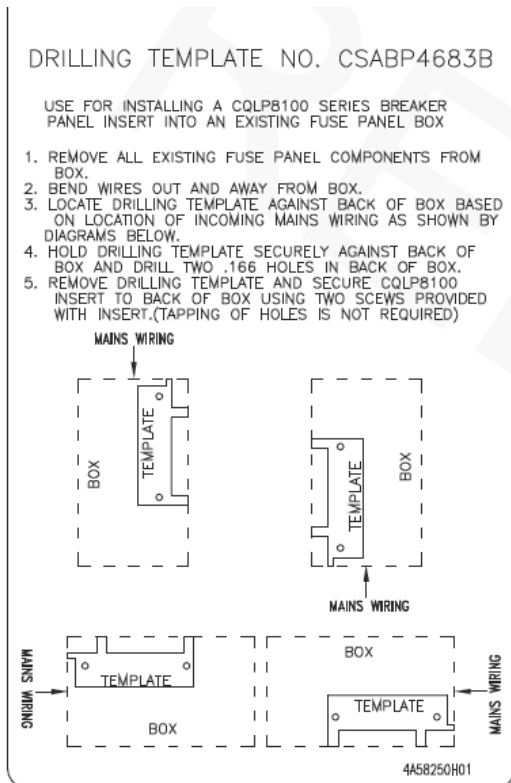 DRILLING TEMPLATE NO. CSABP4683B
USE FOR INSTALLING A CQLP8100 SERIES BREAKER
PANEL INSERT INTO AN EXISTING FUSE PANEL BOX
1. REMOVE ALL EXISTING FUSE PANEL COMPONENTS FROM
BOX.
2. BEND WIRES OUT AND AWAY FROM BOX.
3. LOCATE DRILLING TEMPLATE AGAINST BACK OF BOX BASED
ON LOCATION OF INCOMING MAINS WIRING AS SHOWN BY
DIAGRAMS BELOW.
4. HOLD DRILLING TEMPLATE SECURELY AGAINST BACK OF
BOX AND DRILL TWO .166 HOLES IN BACK OF BOX.
5. REMOVE DRILLING TEMPLATE AND SECURE CQLP8100
INSERT TO BACK OF BOX USING TWO SCEWS PROVIDED
WITH INSERT.(TAPPING OF HOLES IS NOT REQUIRED)
MAINS WIRING
BOX
TEMPLATE
TEMPLATE
BOX
MAINS WIRING
MAINS WIRING
TEMPLATE
BOX
BOX
TEMPLATE
MAINS WIRING
4A58250H01